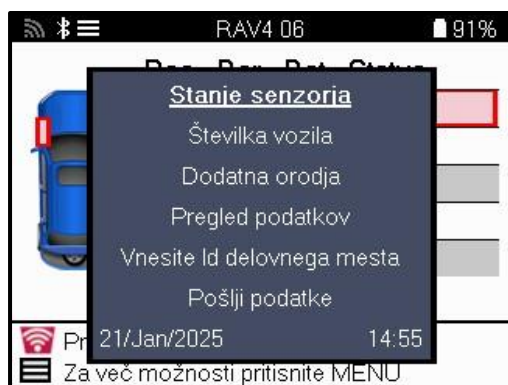 RAV4 06 91%
Stanje senzorja
Številka vozila
Dodatna orodja
Pregled podatkov
Vnesite Id delovnega mesta
Pošlji podatke
21/Jan/2025 14:55
Za več možnosti pritisnite MENU